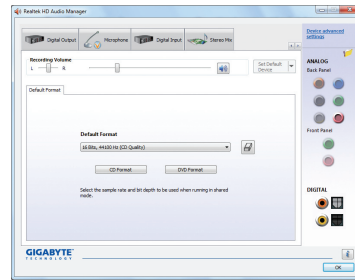 Realtek HD Audio Manager
Digital Output
Microphone
Digital Input
Stereo Mix
Device advanced
settings
Recording Volume
L
R
Set Default
Device
ANALOG
Back Panel
Default Format
Default Format
16 Bits, 44100 Hz (CD Quality)
CD Format
DVD Format
Select the sample rate and bit depth to be used when running in shared
mode.
Front Panel
DIGITAL
GIGABYTE
TECHNOLOGY
OK